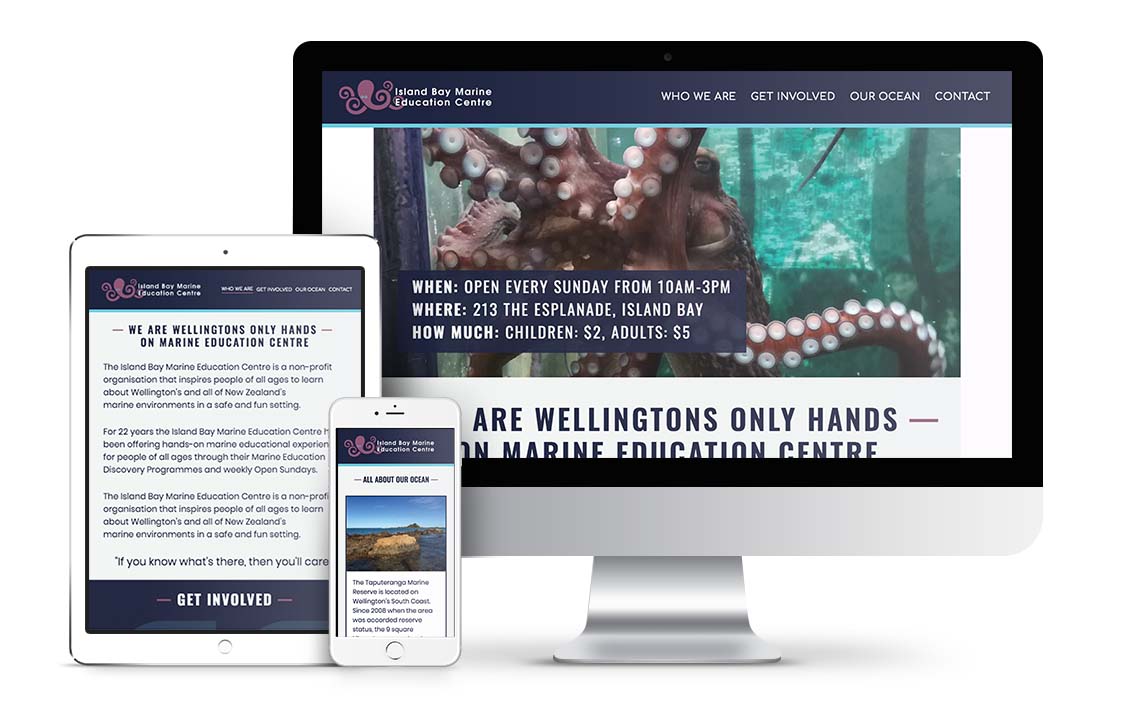 Island Bay Marine
Education Centre
WHO WE ARE GET INVOLVED OUR OCEAN CONTACT
WHEN: OPEN EVERY SUNDAY FROM 10AM-3PM
WHERE: 213 THE ESPLANADE, ISLAND BAY
HOW MUCH: CHILDREN: $2, ADULTS: $5
ARE WELLINGTONS ONLY HANDS —
ON MARINE EDUCATION CENTRE
Island Bay Marine
Education Centre
WHO WE ARE GET INVOLVED OUR OCEAN CONTACT
— WE ARE WELLINGTONS ONLY HANDS —
ON MARINE EDUCATION CENTRE
The Island Bay Marine Education Centre is a non-profit
organisation that inspires people of all ages to learn
about Wellington's and all of New Zealand's
marine environments in a safe and fun setting.
For 22 years the Island Bay Marine Education Centre
been offering hands-on marine educational experien
for people of all ages through their Marine Education
Discovery Programmes and weekly Open Sundays.
The Island Bay Marine Education Centre is a non-profi
organisation that inspires people of all ages to learn
about Wellington's and all of New Zealand's
marine environments in a safe and fun setting.
"If you know what's there, then you'll care
— GET INVOLVED —
Island Bay Marine
Education Centre
— ALL ABOUT OUR OCEAN —
The Taputeranga Marine
Reserve is located on
Wellington's South Coast.
Since 2008 when the area
was accorded reserve
status, the 9 square